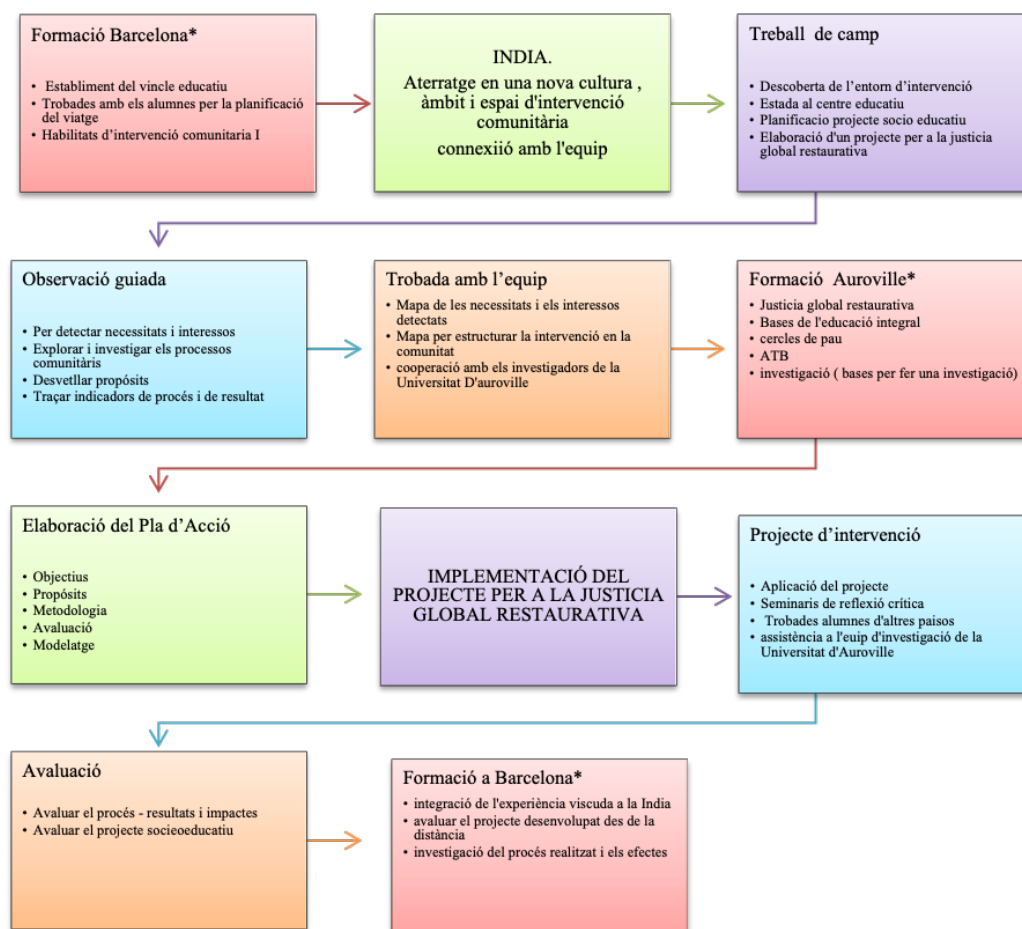 Formació Barcelona*
• Establiment del vincle educatiu
• Trobades amb els alumnes per la planificació
del viatge
• Habilitats d'intervenció comunitaria I
INDIA.
Aterratge en una nova cultura ,
àmbit i espai d'intervenció
comunitària
connexiió amb l'equip
Treball de camp
• Descoberta de l'entorn d'intervenció
• Estada al centre educatiu
• Planificacio projecte socio educatiu
• Elaboració d'un projecte per a la justicia
global restaurativa
Observació guiada
• Per detectar necessitats i interessos
• Explorar i investigar els processos
comunitàris
• Desvetllar propòsits
• Traçar indicadors de procés i de resultat
Trobada amb l'equip
• Mapa de les necessitats i els interessos
detectats
• Mapa per estructurar la intervenció en la
comunitat
• cooperació amb els investigadors de la
Universitat D'auroville
Formació Auroville*
• Justicia global restaurativa
• Bases de l'educació integral
• cercles de pau
• ATB
• investigació ( bases per fer una investigació)
Elaboració del Pla d'Acció
• Objectius
• Propòsits
• Metodologia
• Avaluació
• Modelatge
IMPLEMENTACIÓ DEL
PROJECTE PER A LA JUSTICIA
GLOBAL RESTAURATIVA
Projecte d'intervenció
• Aplicació del projecte
• Seminaris de reflexió crítica
• Trobades alumnes d'altres paisos
• assistència a l'euip d'investigació de la
Universitat d'Auroville
Avaluació
• Avaluar el procés - resultats i impactes
• Avaluar el projecte socieoeducatiu
Formació a Barcelona*
• integració de l'experiència viscuda a la India
• avaluar el projecte desenvolupat des de la
distància
• investigació del procés realitzat i els efectes